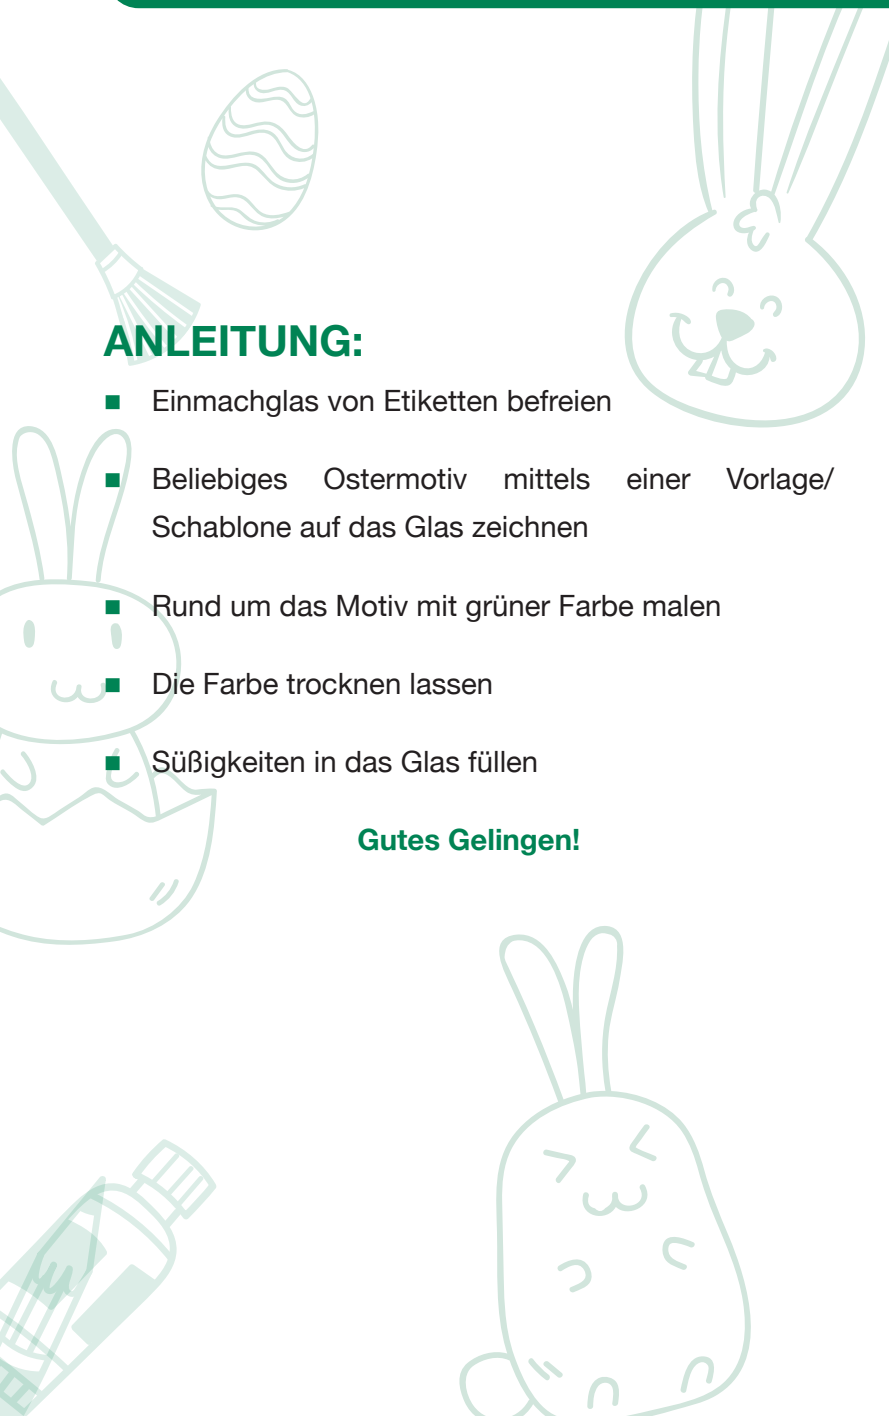 ANLEITUNG:
■ Einmachglas von Etiketten befreien
■ Beliebiges Ostermotiv mittels einer Vorlage/
Schablone auf das Glas zeichnen
■ Rund um das Motiv mit grüner Farbe malen
■ Die Farbe trocknen lassen
■ Süßigkeiten in das Glas füllen
Gutes Gelingen!